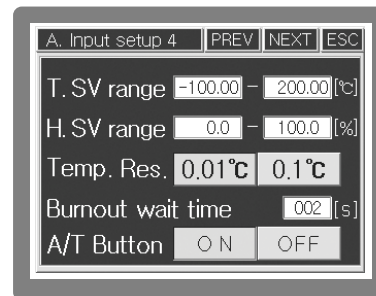 A. Input setup 4 PREV NEXT ESC
T. SV range -100.00 - 200.00 [℃]
H. SV range 0.0 - 100.0 [%]
Temp. Res. 0.01℃ 0.1℃
Burnout wait time 002 [s]
A/T Button ON OFF